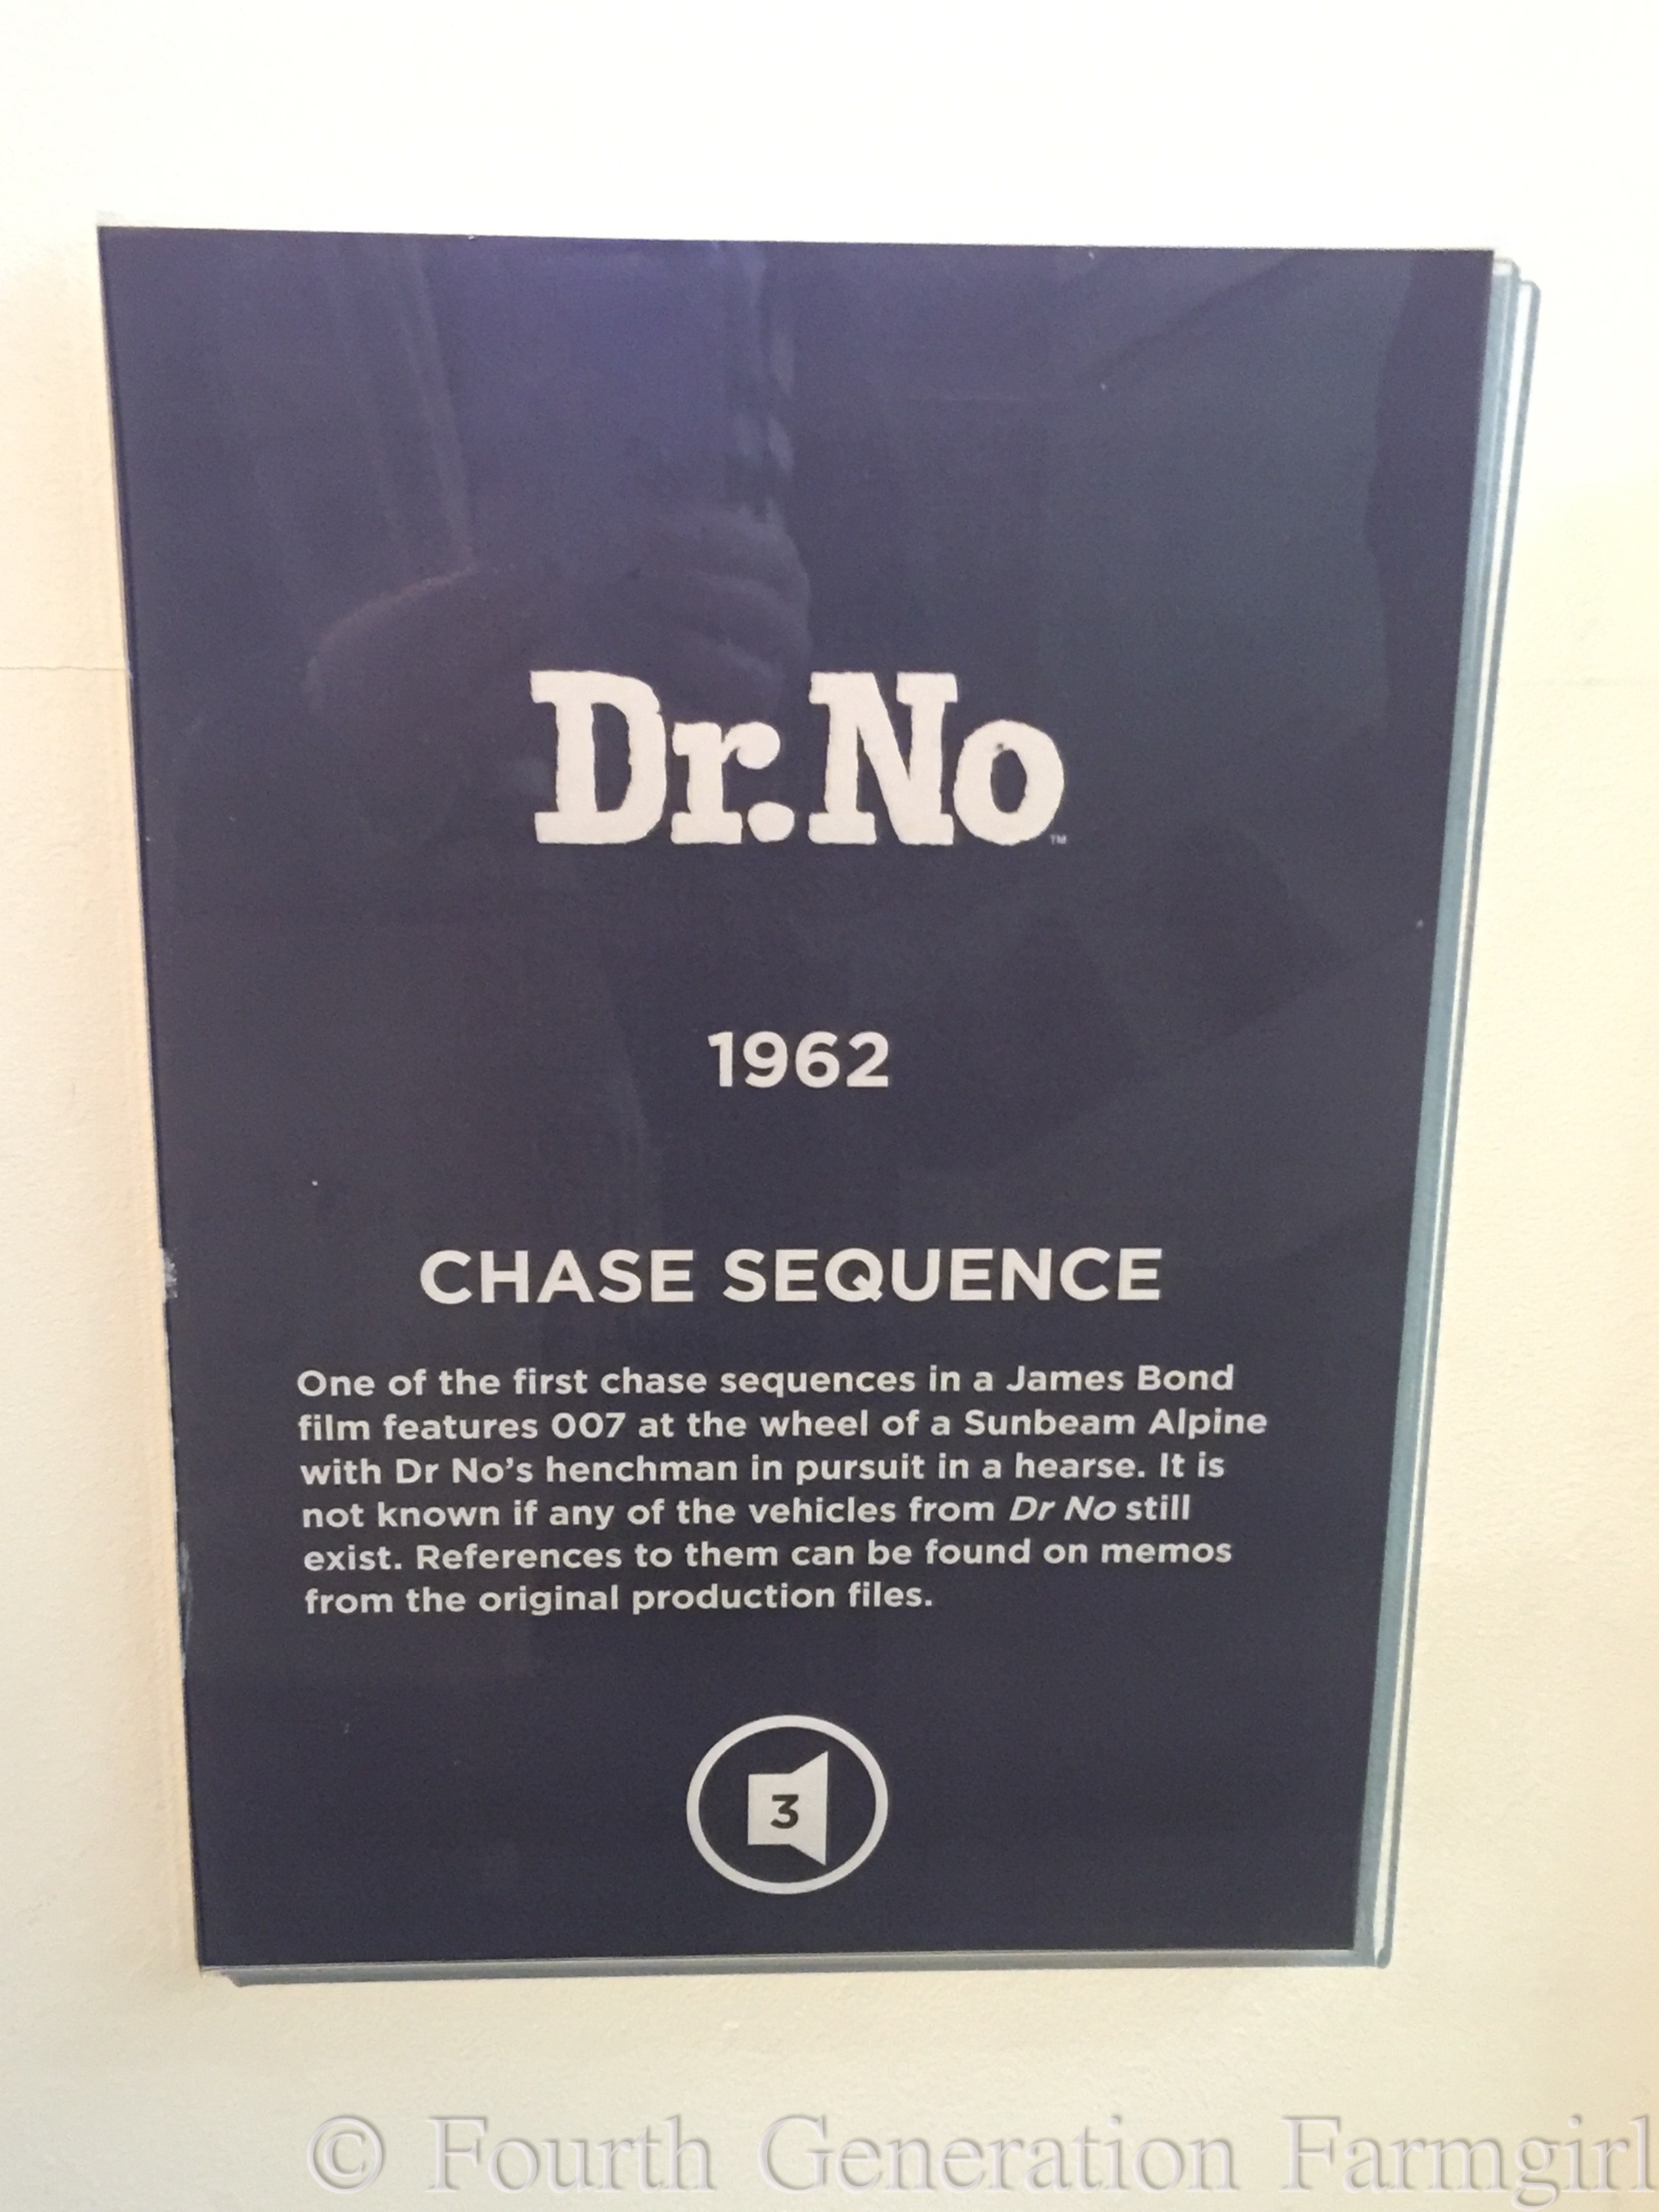 Dr. No™
1962
CHASE SEQUENCE
One of the first chase sequences in a James Bond
film features 007 at the wheel of a Sunbeam Alpine
with Dr No’s henchman in pursuit in a hearse. It is
not known if any of the vehicles from Dr No still
exist. References to them can be found on memos
from the original production files.
3
© Fourth Generation Farmgirl